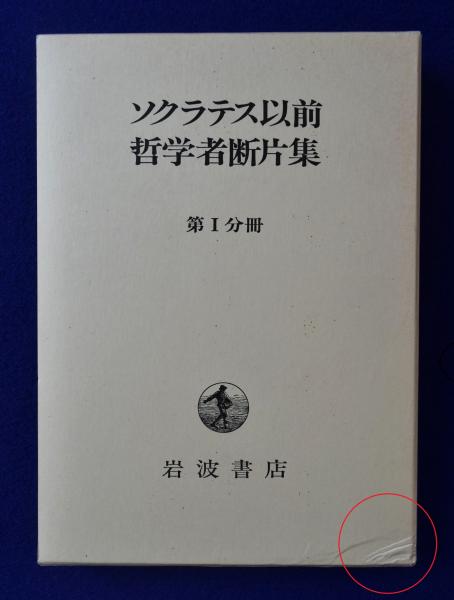 ソクラテス以前
哲学者断片集
第Ⅰ分冊
岩波書店